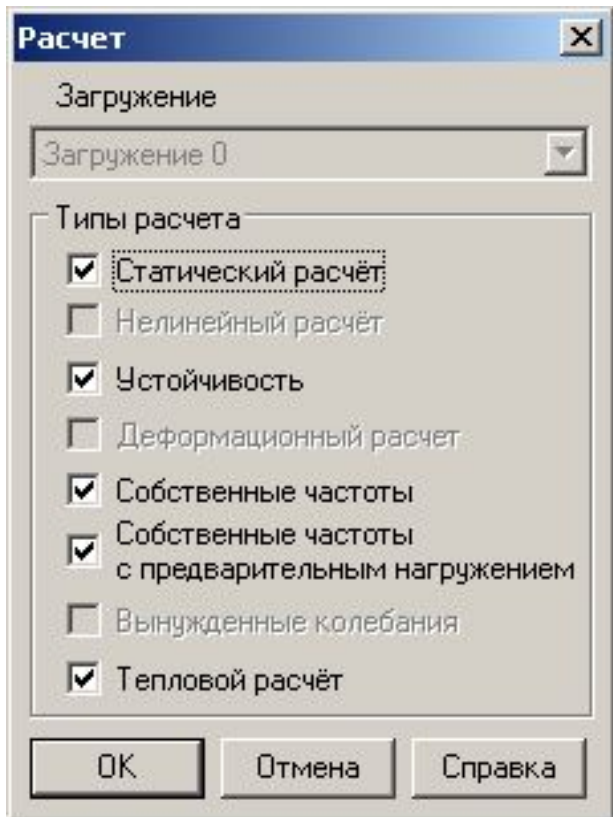 Расчет
Загружение
Загружение 0
Типы расчета
Статический расчёт
Нелинейный расчёт
Устойчивость
Деформационный расчет
Собственные частоты
Собственные частоты
с предварительным нагружением
Вынужденные колебания
Тепловой расчёт
OK
Отмена
Справка